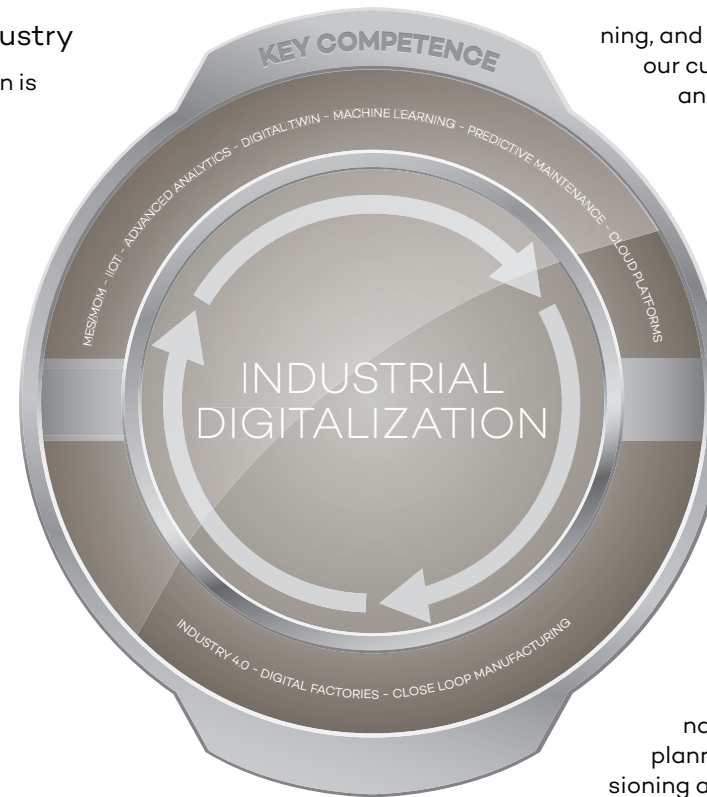 ustry
n is
ning, and
our cu
an
KEY COMPETENCE
MES/MOM - IIOT - ADVANCED ANALYTICS - DIGITAL TWIN - MACHINE LEARNING - PREDICTIVE MAINTENANCE - CLOUD PLATFORMS
INDUSTRIAL
DIGITALIZATION
INDUSTRY 4.0 - DIGITAL FACTORIES - CLOSE LOOP MANUFACTURING
na
plann
sioning a